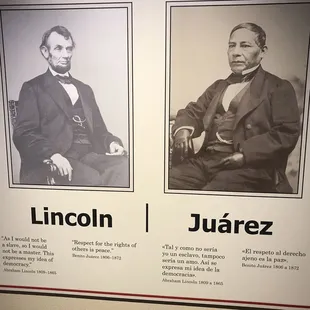 Lincoln | Juárez
"As I would not be
a slave, so I would
not be a master. This
expresses my idea of
democracy."
Abraham Lincoln 1809-1865
"Respect for the rights of
others is peace."
Benito Juárez 1806-1872
«Tal y como no sería
yo un esclavo, tampoco
sería un amo. Así se
expresa mi idea de la
democracia».
Abraham Lincoln 1809 a 1865
«El respeto al derecho
ajeno es la paz».
Benito Juárez 1806 a 1872